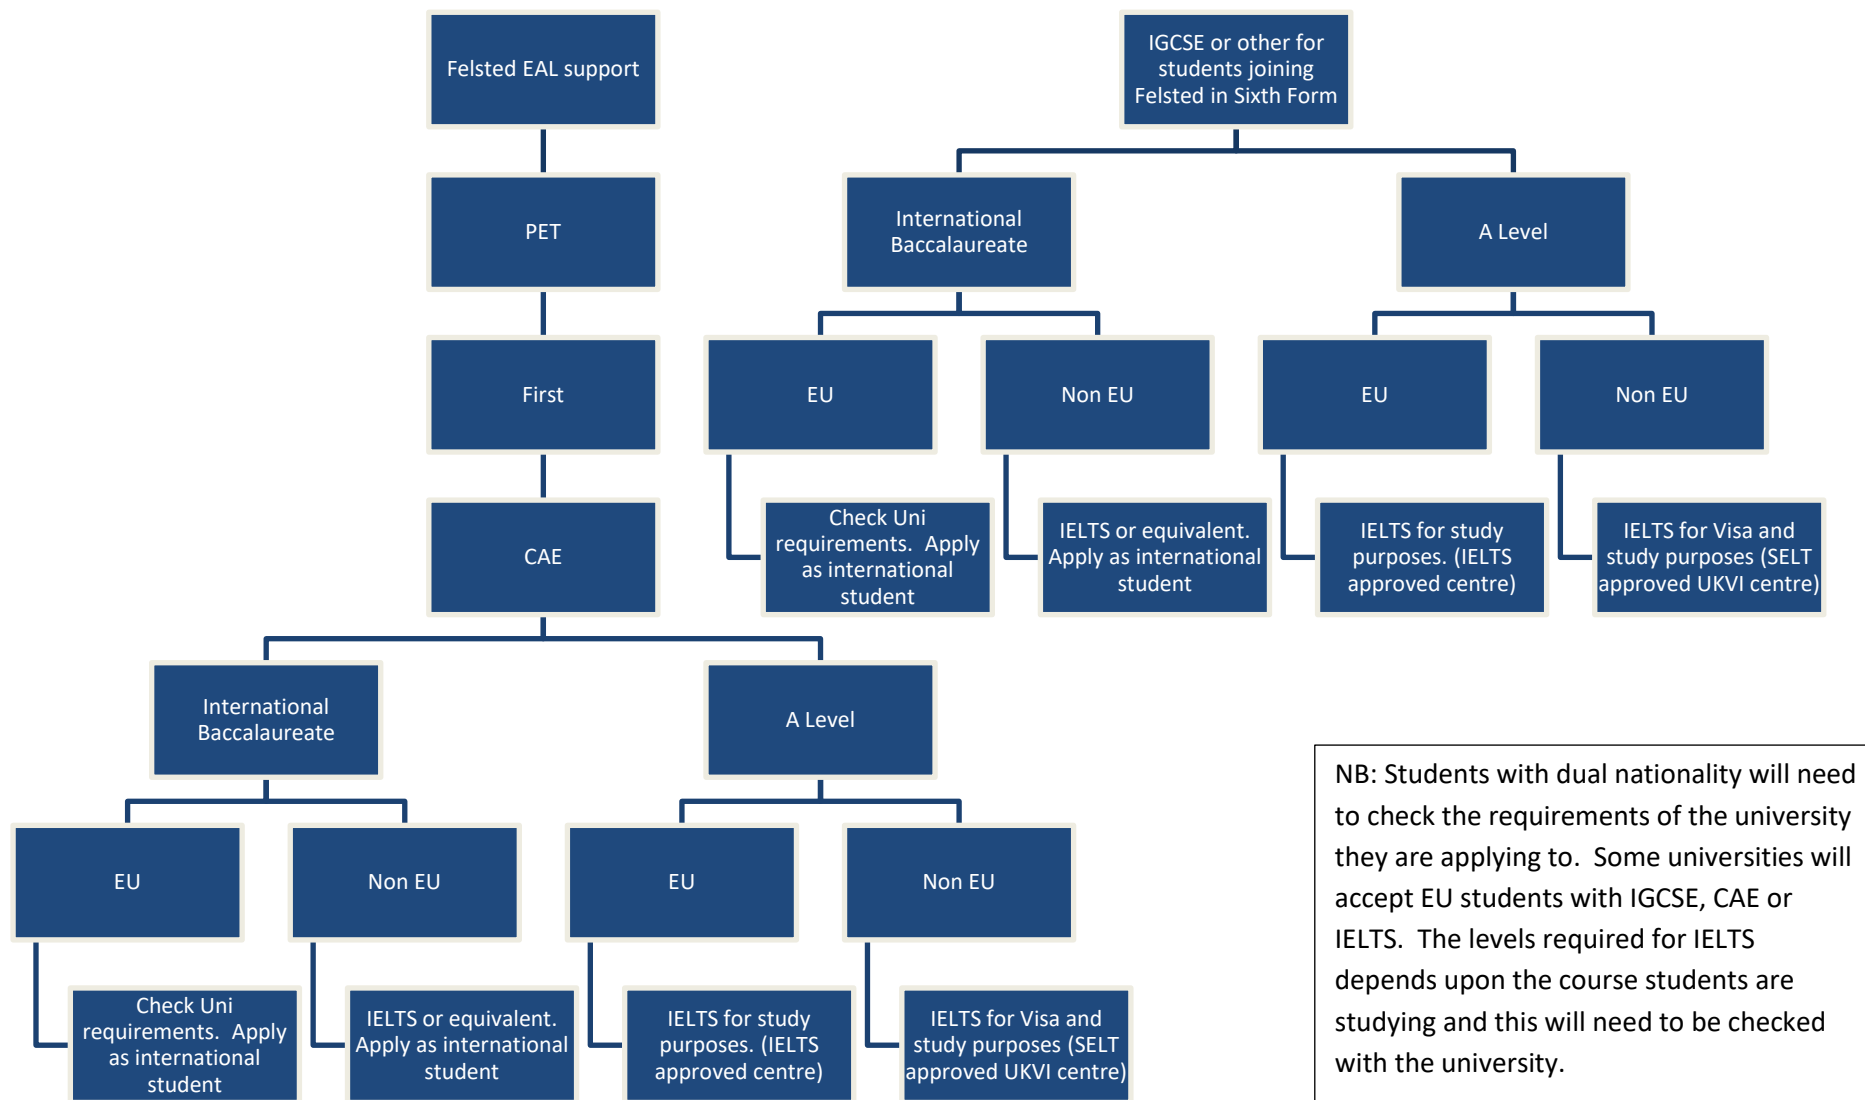 Felsted EAL support
IGCSE or other for
students joining
Felsted in Sixth Form
PET
International
Baccalaureate
A Level
First
EU
Non EU
EU
Non EU
CAE
Check Uni
requirements.  Apply
as international
student
IELTS or equivalent.
Apply as international
student
IELTS for study
purposes. (IELTS
approved centre)
IELTS for Visa and
study purposes (SELT
approved UKVI centre)
International
Baccalaureate
A Level
EU
Non EU
EU
Non EU
Check Uni
requirements.  Apply
as international
student
IELTS or equivalent.
Apply as international
student
IELTS for study
purposes. (IELTS
approved centre)
IELTS for Visa and
study purposes (SELT
approved UKVI centre)
NB: Students with dual nationality will need
to check the requirements of the university
they are applying to.  Some universities will
accept EU students with IGCSE, CAE or
IELTS.  The levels required for IELTS
depends upon the course students are
studying and this will need to be checked
with the university.